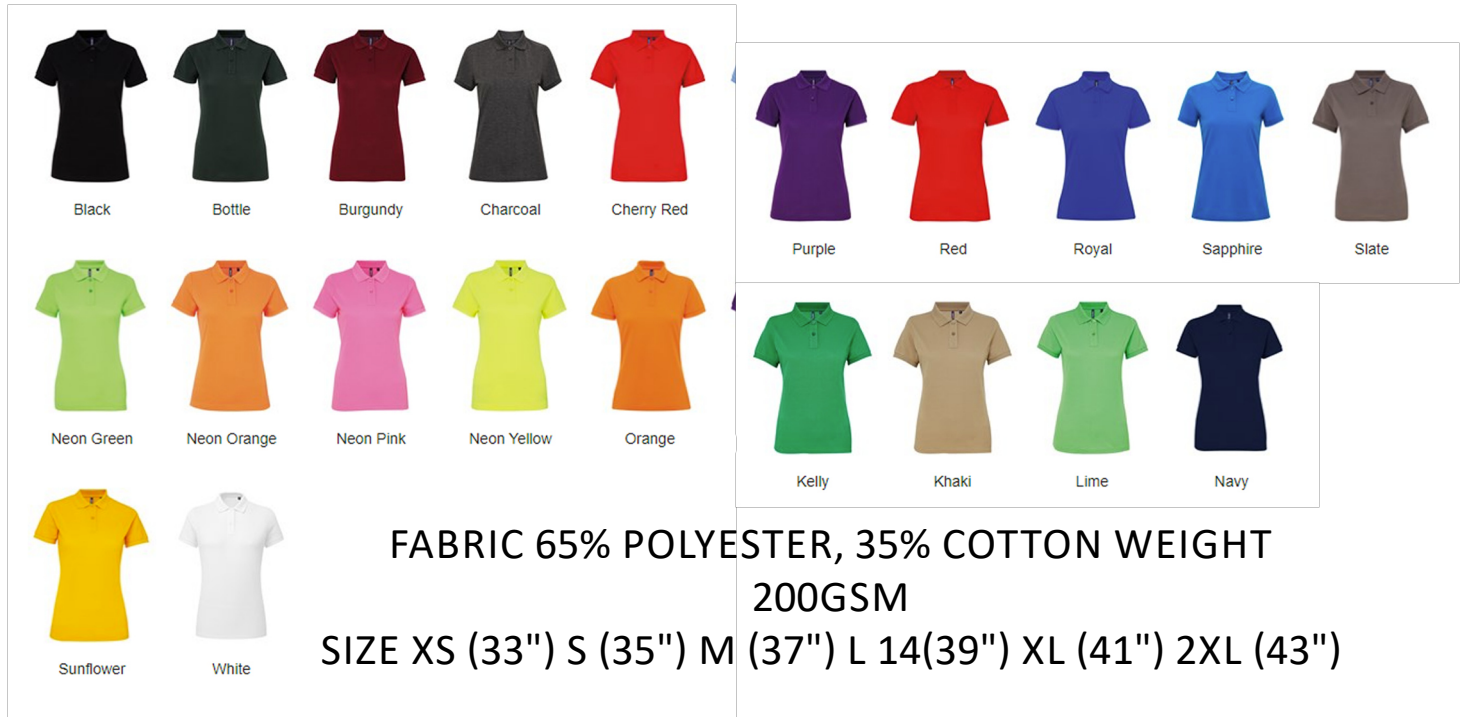 Black
Bottle
Burgundy
Charcoal
Cherry Red
Purple
Red
Royal
Sapphire
Slate
Neon Green
Neon Orange
Neon Pink
Neon Yellow
Orange
Kelly
Khaki
Lime
Navy
Sunflower
White
FABRIC 65% POLYESTER, 35% COTTON WEIGHT
200GSM
SIZE XS (33") S (35") M (37") L 14(39") XL (41") 2XL (43")